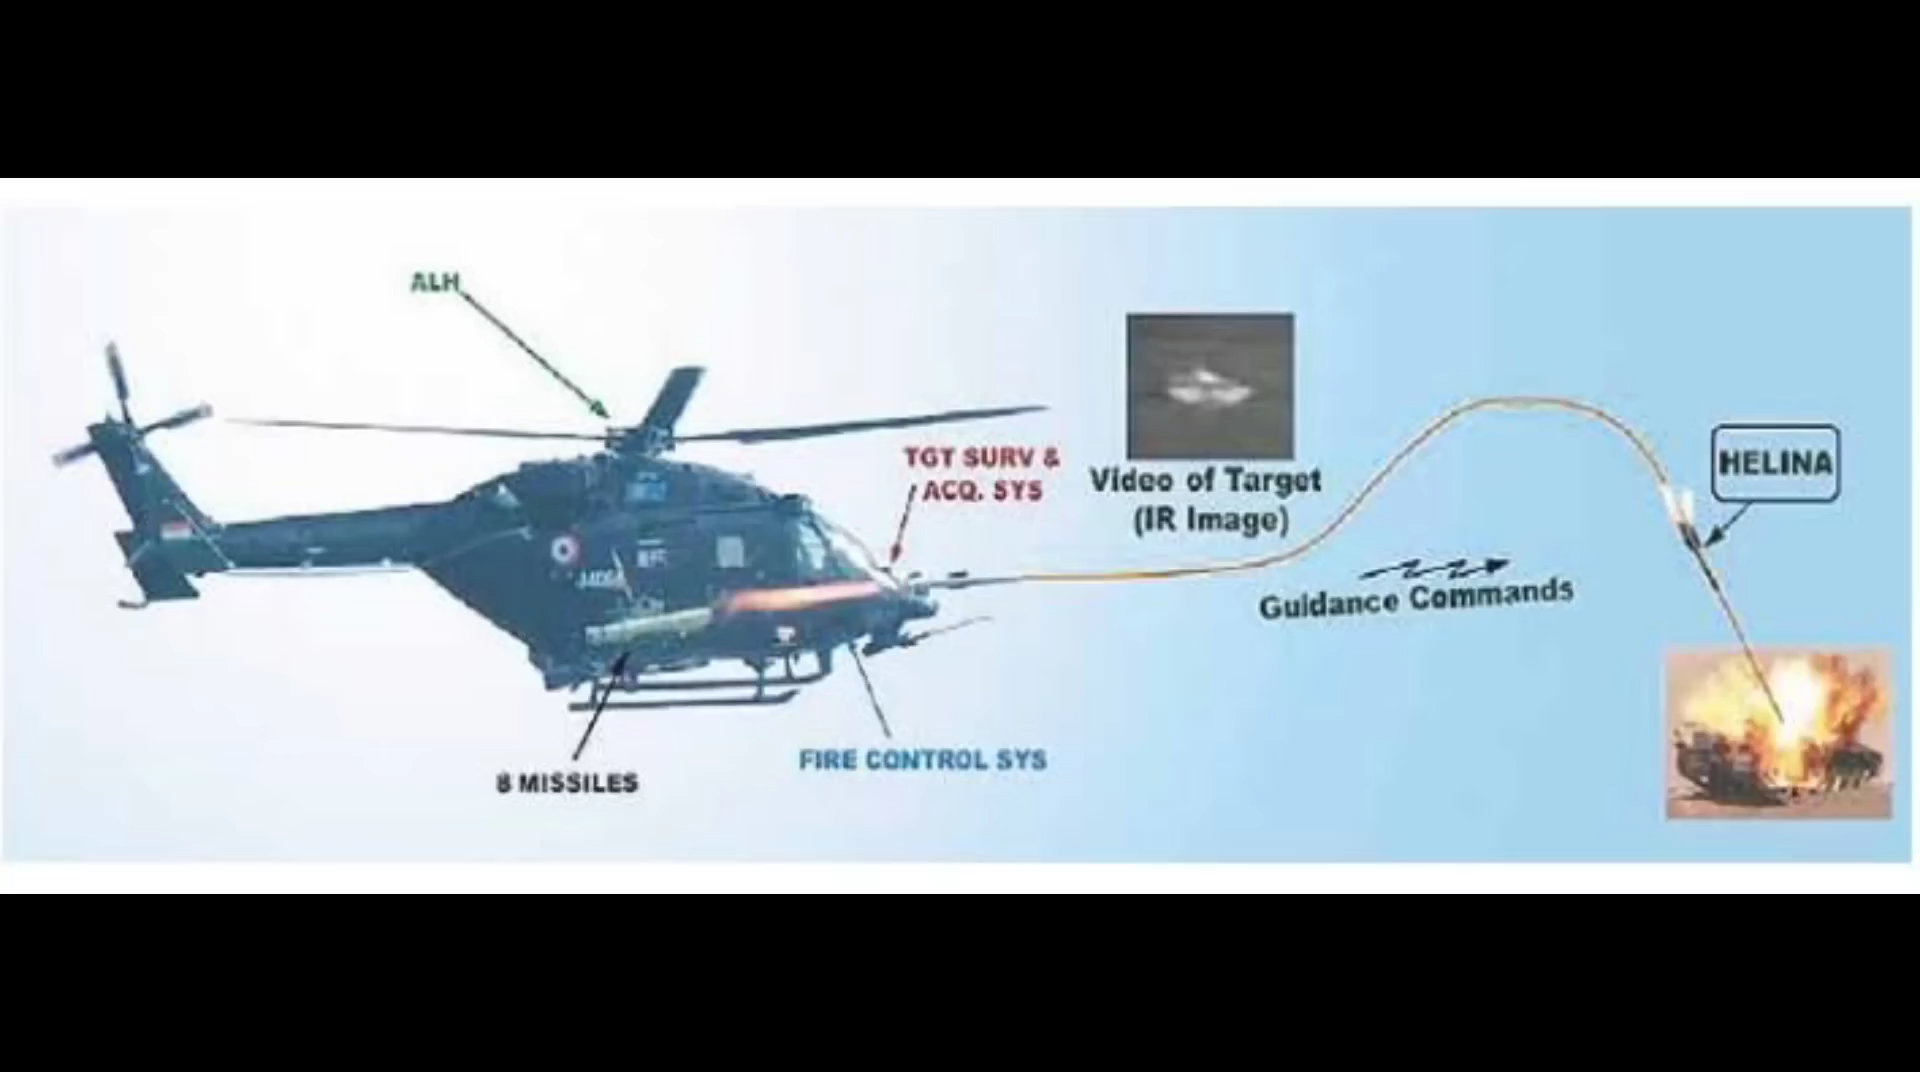 ALH
TGT SURV &
ACQ. SYS
Video of Target
(IR Image)
HELINA
Guidance Commands
FIRE CONTROL SYS
8 MISSILES